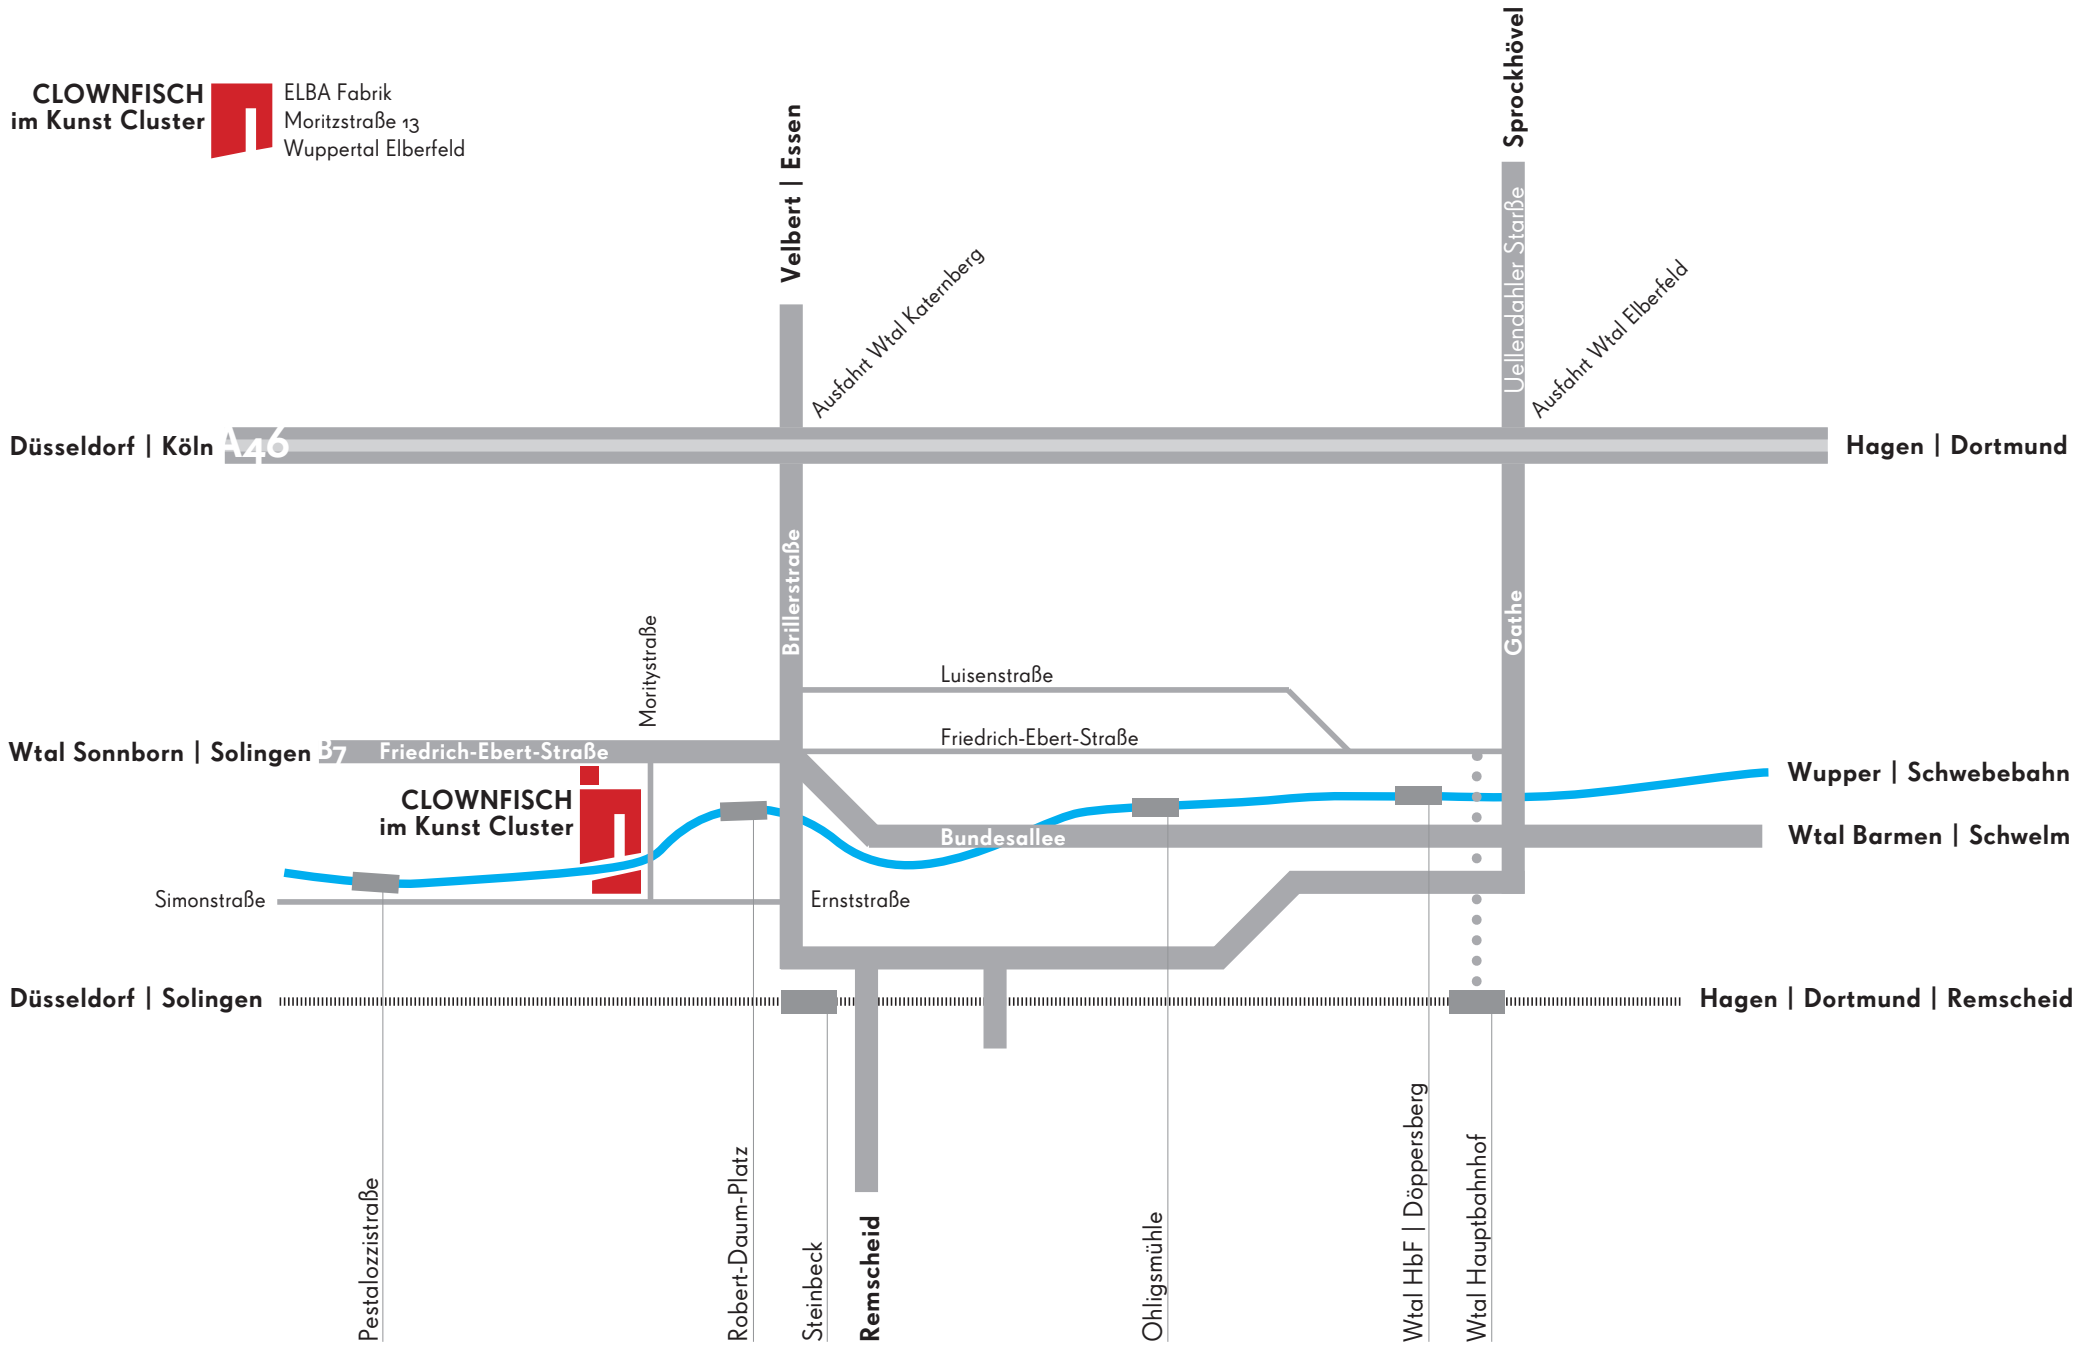 CLOWNFISCH
im Kunst Cluster
ELBA Fabrik
Moritzstraße 13
Wuppertal Elberfeld
Velbert | Essen
Sprockhövel
Uellendahler Starße
Ausfahrt Wtal Katernberg
Ausfahrt Wtal Elberfeld
Düsseldorf | Köln
A46
Hagen | Dortmund
Brillerstraße
Gathe
Moritystraße
Luisenstraße
Wtal Sonnborn | Solingen
B7
Friedrich-Ebert-Straße
Friedrich-Ebert-Straße
Wupper | Schwebebahn
CLOWNFISCH
im Kunst Cluster
Bundesallee
Wtal Barmen | Schwelm
Simonstraße
Ernststraße
Düsseldorf | Solingen
Hagen | Dortmund | Remscheid
Pestalozzistraße
Robert-Daum-Platz
Steinbeck
Remscheid
Ohligsmühle
Wtal HbF | Döppersberg
Wtal Hauptbahnhof